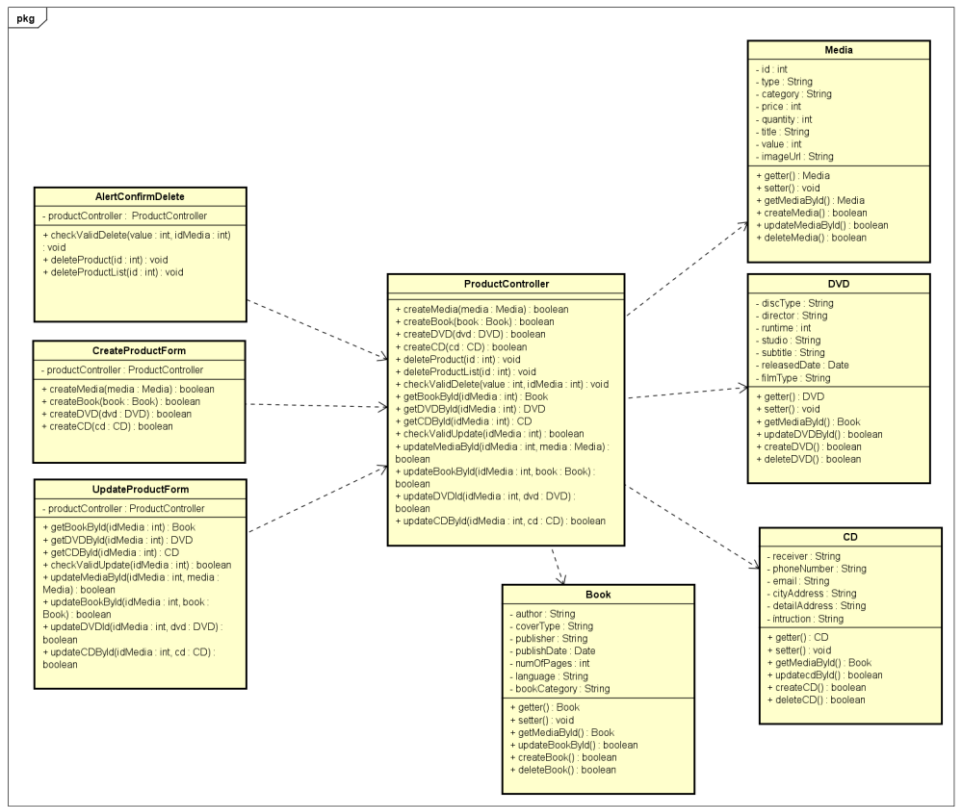 pkg
Media
- id : int
- type : String
- category : String
- price : int
- quantity : int
- title : String
- value : int
- imageUrl : String
+ getter() : Media
+ setter() : void
+ getMediaById() : Media
+ createMedia() : boolean
+ updateMediaById() : boolean
+ deleteMedia() : boolean
AlertConfirmDelete
- productController : ProductController
+ checkValidDelete(value : int, idMedia : int)
: void
+ deleteProduct(id : int) : void
+ deleteProductList(id : int) : void
ProductController
+ createMedia(media : Media) : boolean
+ createBook(book : Book) : boolean
+ createDVD(dvd : DVD) : boolean
+ createCD(cd : CD) : boolean
+ deleteProduct(id : int) : void
+ deleteProductList(id : int) : void
+ checkValidDelete(value : int, idMedia : int) : void
+ getBookById(idMedia : int) : Book
+ getDVDById(idMedia : int) : DVD
+ getCDById(idMedia : int) : CD
+ checkValidUpdate(idMedia : int) : boolean
+ updateMediaById(idMedia : int, media : Media) :
boolean
+ updateBookById(idMedia : int, book : Book) :
boolean
+ updateDVDId(idMedia : int, dvd : DVD) :
boolean
+ updateCDById(idMedia : int, cd : CD) : boolean
DVD
- discType : String
- director : String
- runtime : int
- studio : String
- subtitle : String
- releasedDate : Date
- filmType : String
+ getter() : DVD
+ setter() : void
+ getMediaById() : Book
+ updateDVDById() : boolean
+ createDVD() : boolean
+ deleteDVD() : boolean
CreateProductForm
- productController : ProductController
+ createMedia(media : Media) : boolean
+ createBook(book : Book) : boolean
+ createDVD(dvd : DVD) : boolean
+ createCD(cd : CD) : boolean
UpdateProductForm
- productController : ProductController
+ getBookById(idMedia : int) : Book
+ getDVDById(idMedia : int) : DVD
+ getCDById(idMedia : int) : CD
+ checkValidUpdate(idMedia : int) : boolean
+ updateMediaById(idMedia : int, media :
Media) : boolean
+ updateBookById(idMedia : int, book :
Book) : boolean
+ updateDVDId(idMedia : int, dvd : DVD) :
boolean
+ updateCDById(idMedia : int, cd : CD) :
boolean
CD
- receiver : String
- phoneNumber : String
- email : String
- cityAddress : String
- detailAddress : String
- intruction : String
+ getter() : CD
+ setter() : void
+ getMediaById() : Book
+ updatecdById() : boolean
+ createCD() : boolean
+ deleteCD() : boolean
Book
- author : String
- coverType : String
- publisher : String
- publishDate : Date
- numOfPages : int
- language : String
- bookCategory : String
+ getter() : Book
+ setter() : void
+ getMediaById() : Book
+ updateBookById() : boolean
+ createBook() : boolean
+ deleteBook() : boolean